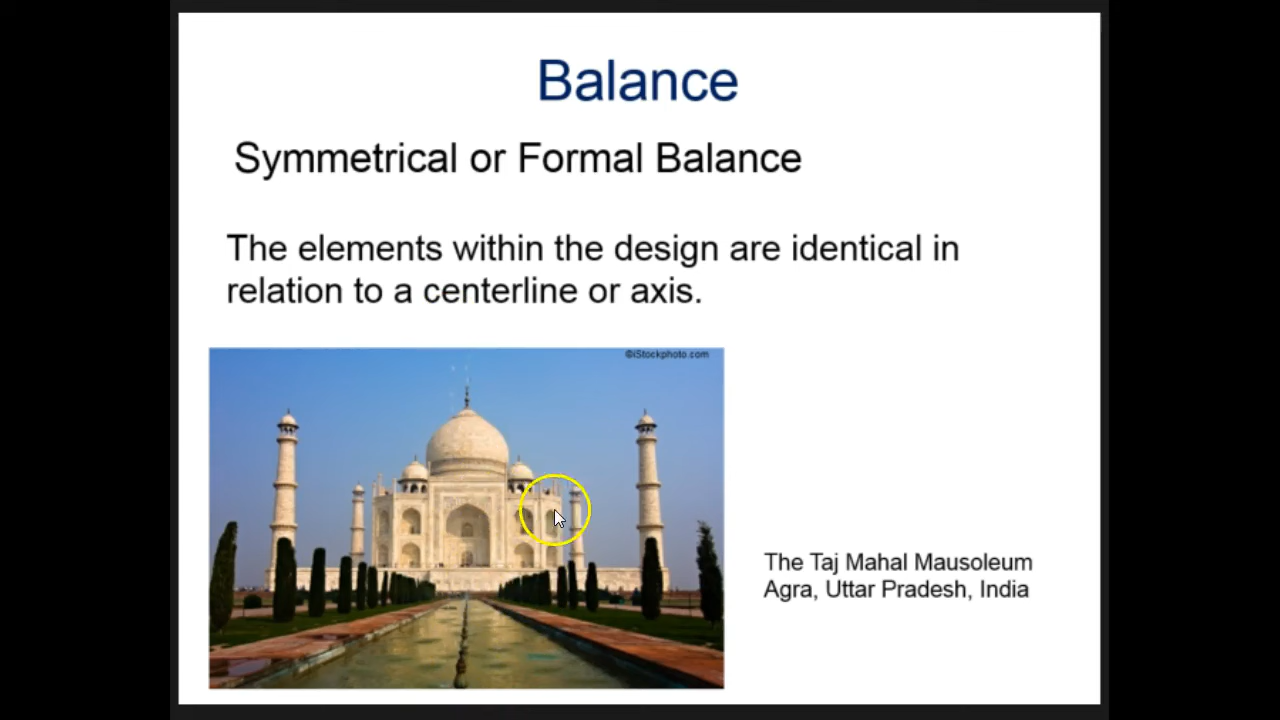 Balance
Symmetrical or Formal Balance
The elements within the design are identical in
relation to a centerline or axis.
©iStockphoto.com
The Taj Mahal Mausoleum
Agra, Uttar Pradesh, India